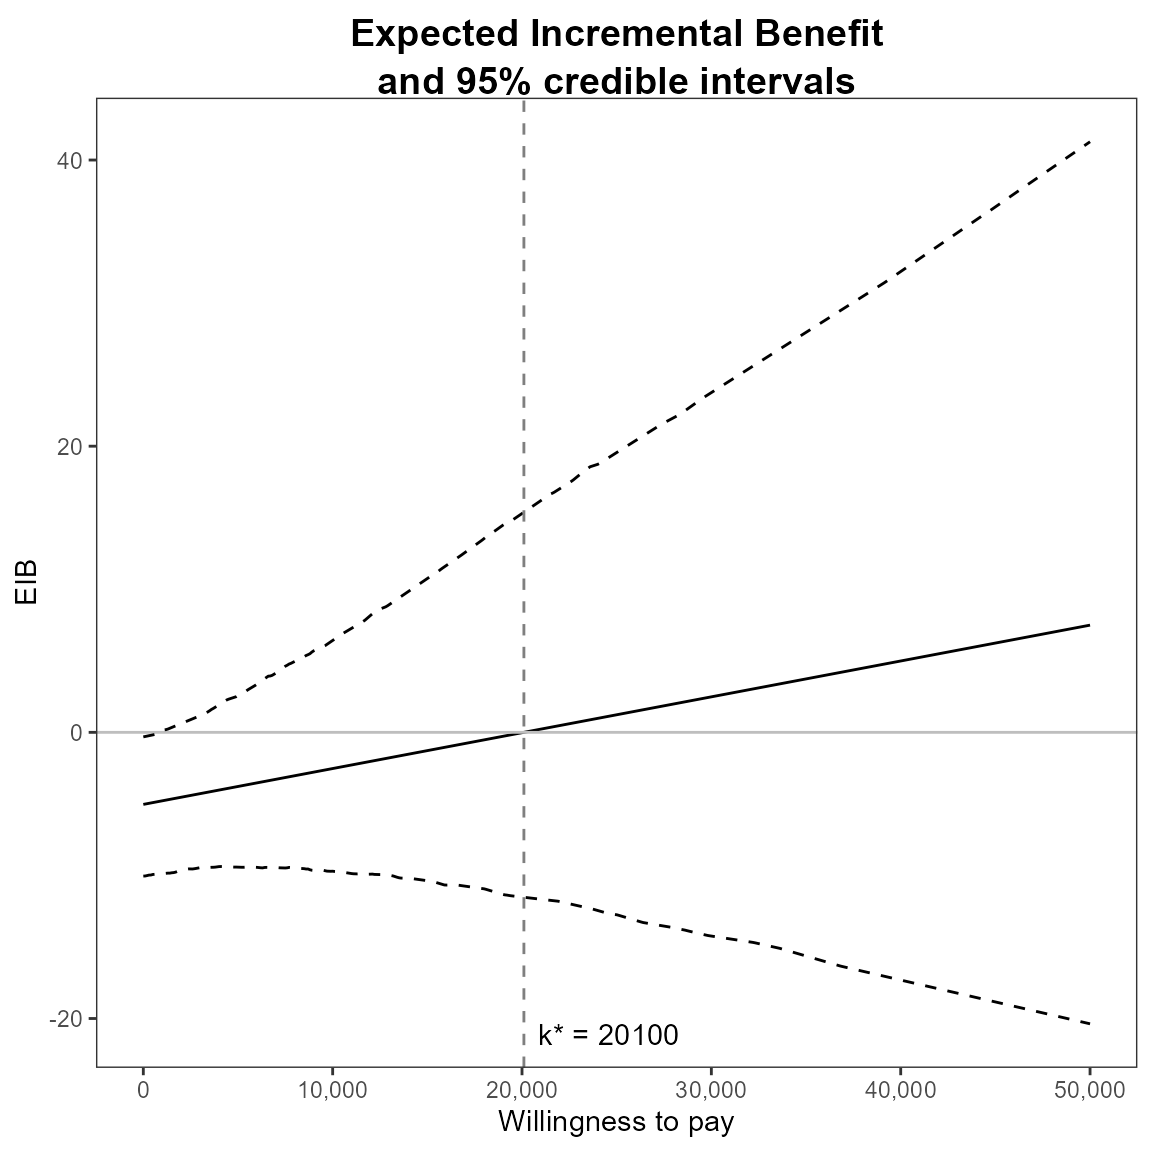 Expected Incremental Benefit
and 95% credible intervals
40
20
0
-20
EIB
k* = 20100
0 10,000 20,000 30,000 40,000 50,000
Willingness to pay